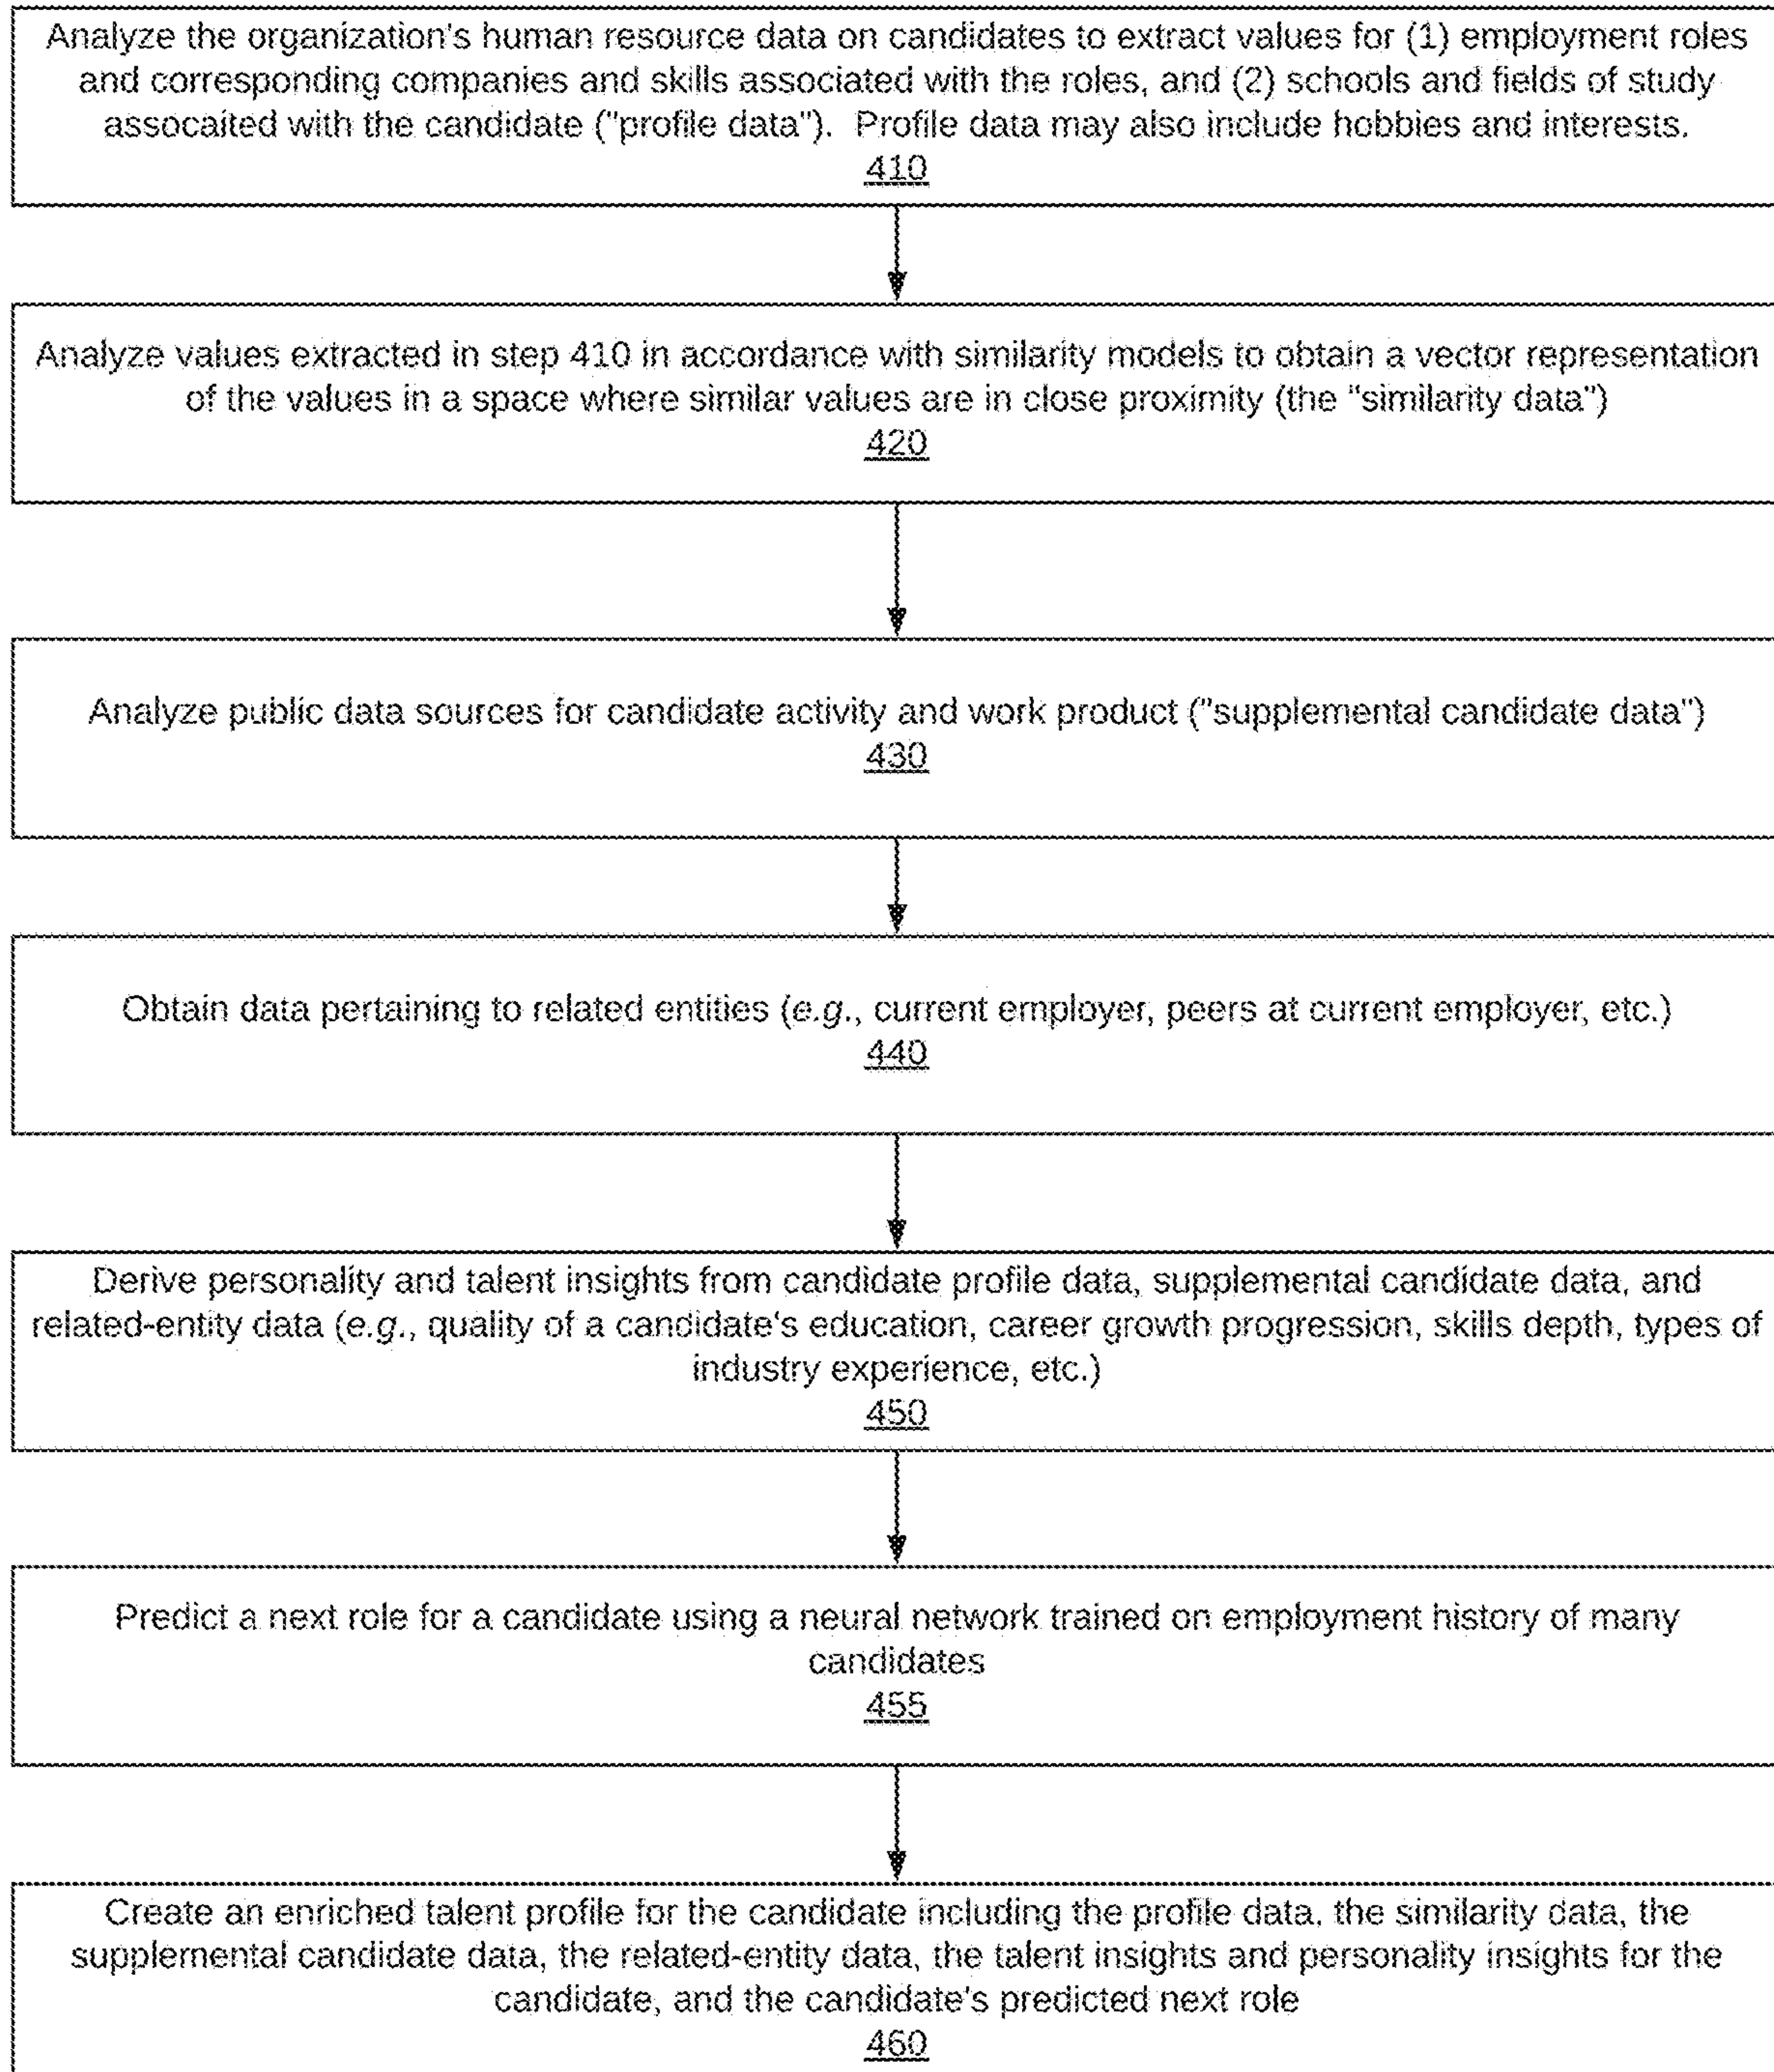 Analyze the organization's human resource data on candidates to extract values for (1) employment roles
and corresponding companies and skills associated with the roles, and (2) schools and fields of study
assocaited with the candidate ("profile data").  Profile data may also include hobbies and interests.
410
Analyze values extracted in step 410 in accordance with similarity models to obtain a vector representation
of the values in a space where similar values are in close proximity (the "similarity data")
420
Analyze public data sources for candidate activity and work product ("supplemental candidate data")
430
Obtain data pertaining to related entities (e.g., current employer, peers at current employer, etc.)
440
Derive personality and talent insights from candidate profile data, supplemental candidate data, and
related-entity data (e.g., quality of a candidate's education, career growth progression, skills depth, types of
industry experience, etc.)
450
Predict a next role for a candidate using a neural network trained on employment history of many
candidates
455
Create an enriched talent profile for the candidate including the profile data, the similarity data, the
supplemental candidate data, the related-entity data, the talent insights and personality insights for the
candidate, and the candidate's predicted next role
460